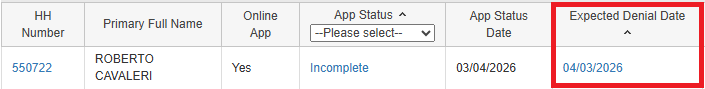 HH Number
Primary Full Name
Online App
App Status
--Please select--
App Status Date
Expected Denial Date
550722
ROBERTO CAVALERI
Yes
Incomplete
03/04/2026
04/03/2026